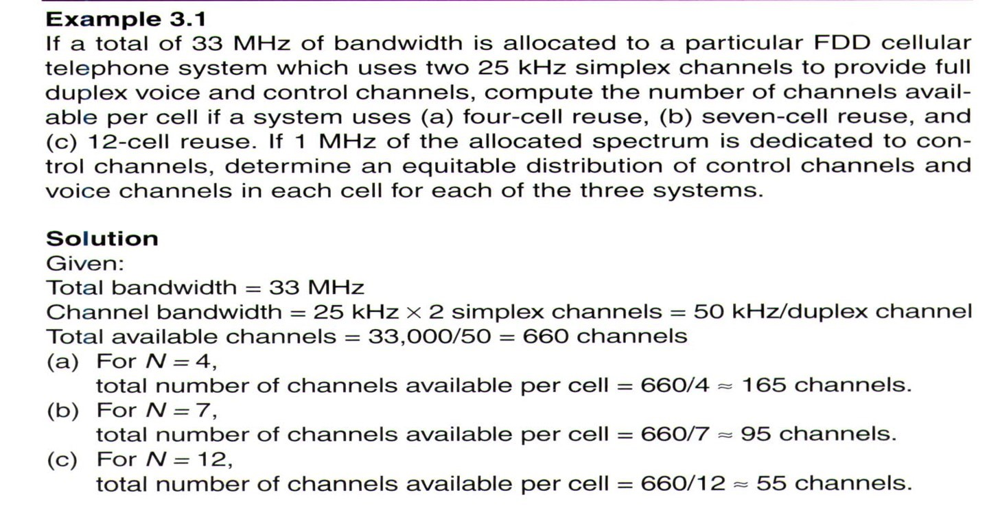 Example 3.1
If a total of 33 MHz of bandwidth is allocated to a particular FDD cellular
telephone system which uses two 25 kHz simplex channels to provide full
duplex voice and control channels, compute the number of channels avail-
able per cell if a system uses (a) four-cell reuse, (b) seven-cell reuse, and
(c) 12-cell reuse. If 1 MHz of the allocated spectrum is dedicated to con-
trol channels, determine an equitable distribution of control channels and
voice channels in each cell for each of the three systems.
Solution
Given:
Total bandwidth = 33 MHz
Channel bandwidth = 25 kHz × 2 simplex channels = 50 kHz/duplex channel
Total available channels = 33,000/50 = 660 channels
(a) For N = 4,
total number of channels available per cell = 660/4 ≈ 165 channels.
(b) For N = 7,
total number of channels available per cell = 660/7 ≈ 95 channels.
(c) For N = 12,
total number of channels available per cell = 660/12 ≈ 55 channels.